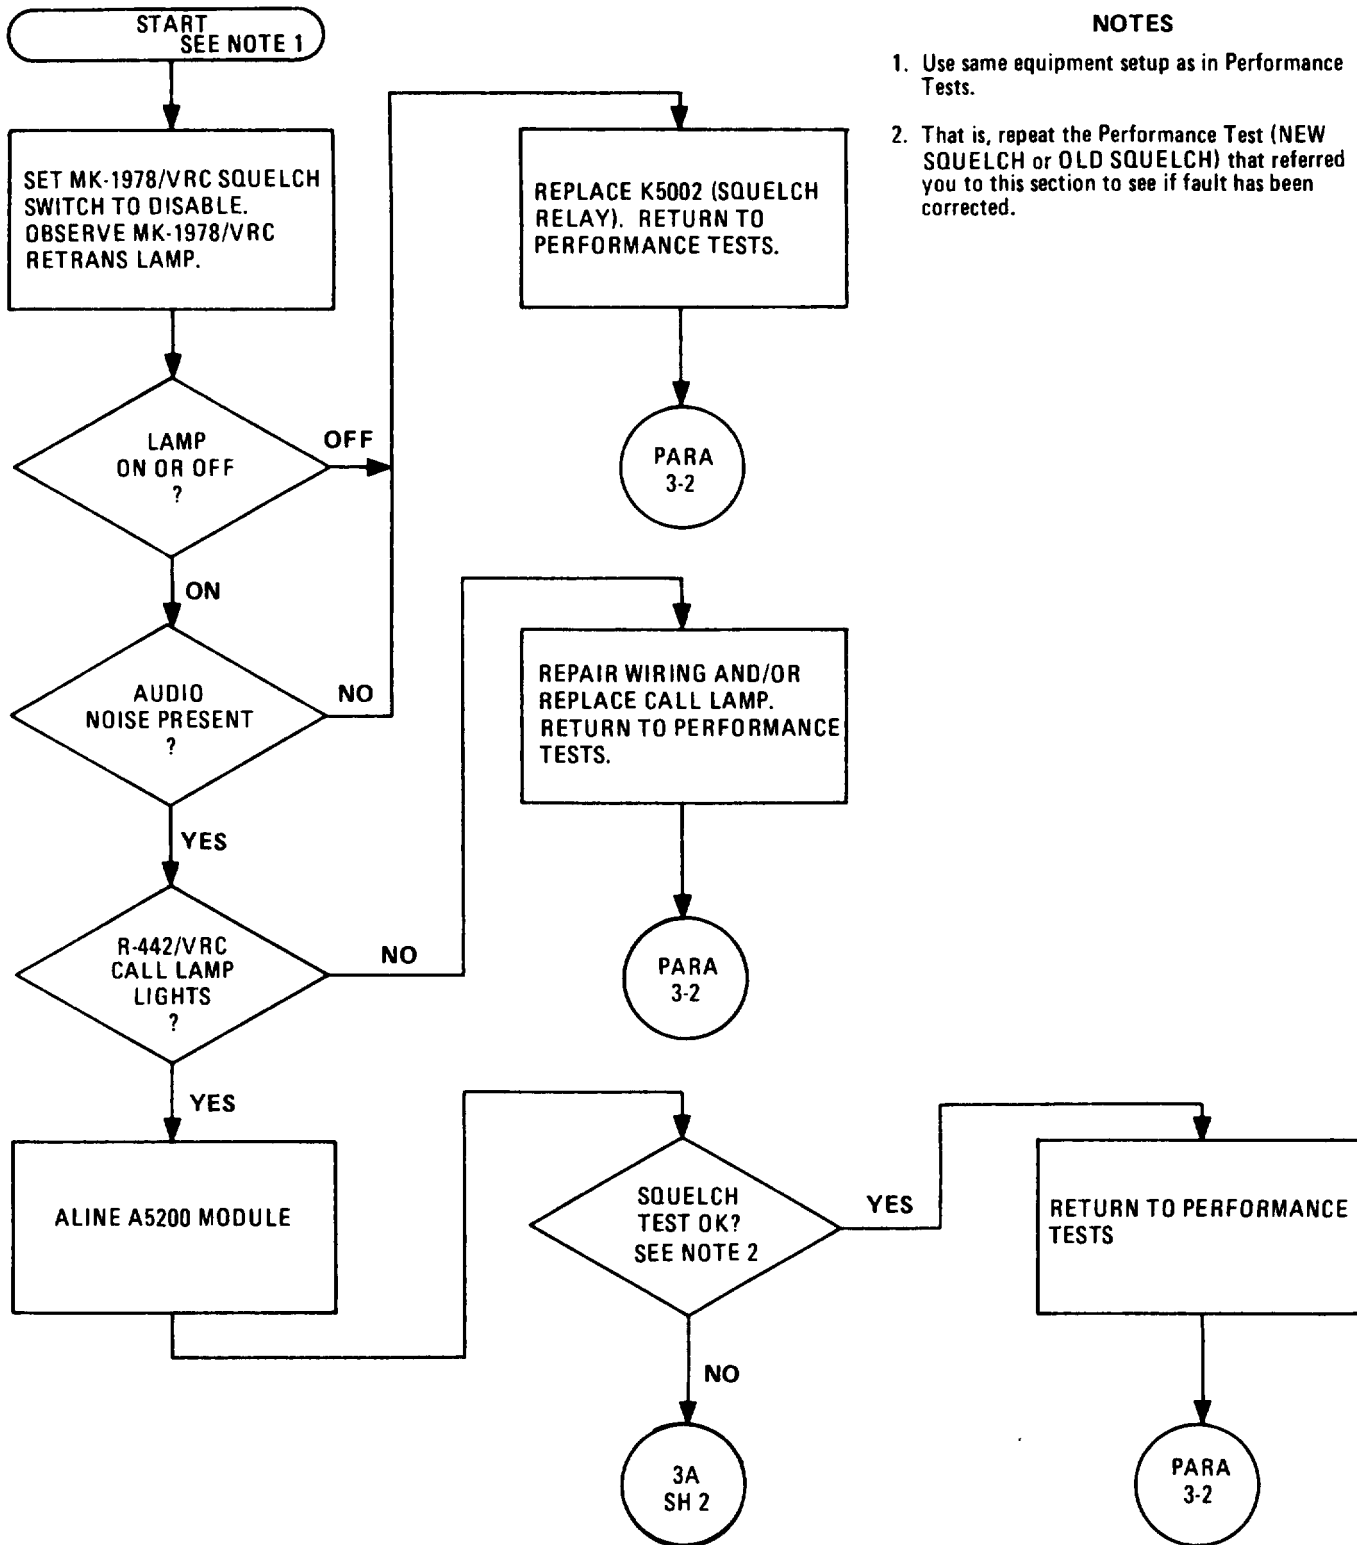 START
SEE NOTE 1
SET MK-1978/VRC SQUELCH
SWITCH TO DISABLE.
OBSERVE MK-1978/VRC
RETRANS LAMP.
LAMP
ON OR OFF
?
OFF
ON
REPLACE K5002 (SQUELCH
RELAY). RETURN TO
PERFORMANCE TESTS.
PARA
3-2
AUDIO
NOISE PRESENT
?
NO
YES
R-442/VRC
CALL LAMP
LIGHTS
?
NO
YES
REPAIR WIRING AND/OR
REPLACE CALL LAMP.
RETURN TO PERFORMANCE
TESTS.
PARA
3-2
ALINE A5200 MODULE
SQUELCH
TEST OK?
SEE NOTE 2
YES
NO
RETURN TO PERFORMANCE
TESTS
3A
SH 2
PARA
3-2
NOTES
1. Use same equipment setup as in Performance
Tests.
2. That is, repeat the Performance Test (NEW
SQUELCH or OLD SQUELCH) that referred
you to this section to see if fault has been
corrected.